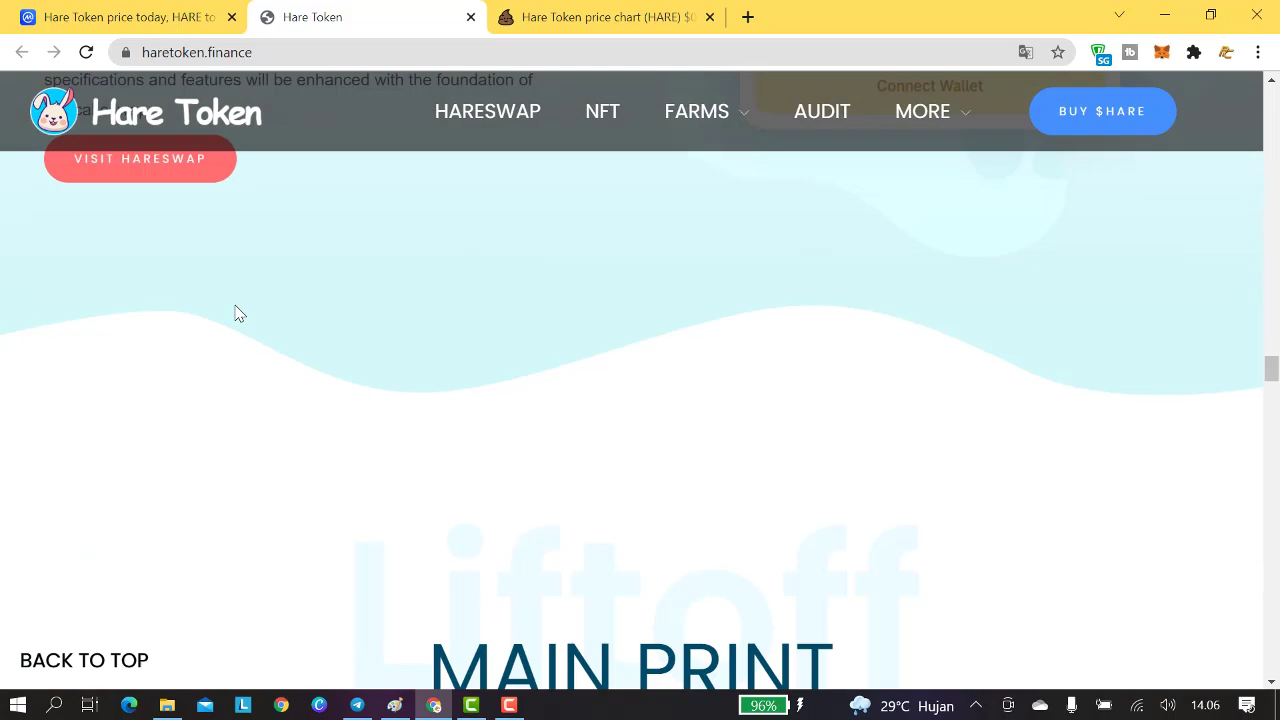 Hare Token price today, HARE to
Hare Token
Hare Token price chart (HARE) $0
haretoken.finance
SG
specifications and features will be enhanced with the foundation of
Connect Wallet
Hare Token
HARESWAP
NFT
FARMS
AUDIT
MORE
BUY $HARE
VISIT HARESWAP
Liftoff
MAIN PRINT
BACK TO TOP
96%
29°C Hujan
14.06